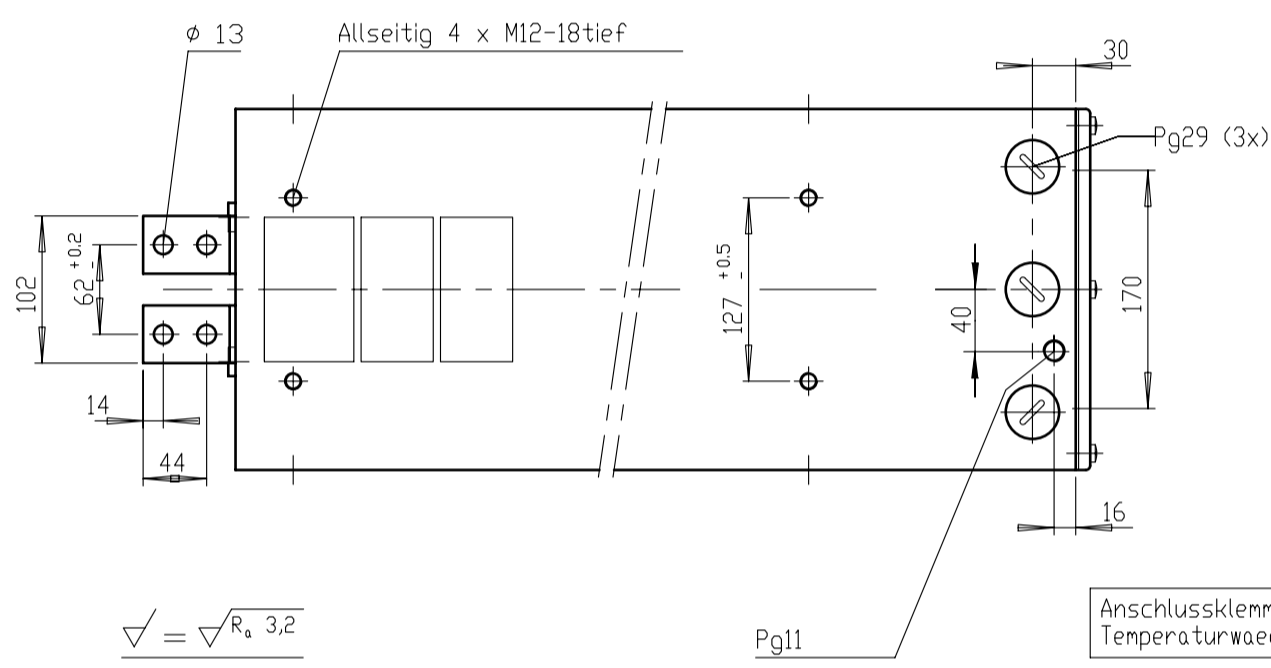 ϕ 13
Allseitig 4 x M12-18tief
30
Pg29 (3x)
102
62 +0.2 -
127 +0.5 -
40
170
14
44
16
R a 3,2
=
Pg11
Anschlussklemm
Temperaturwae